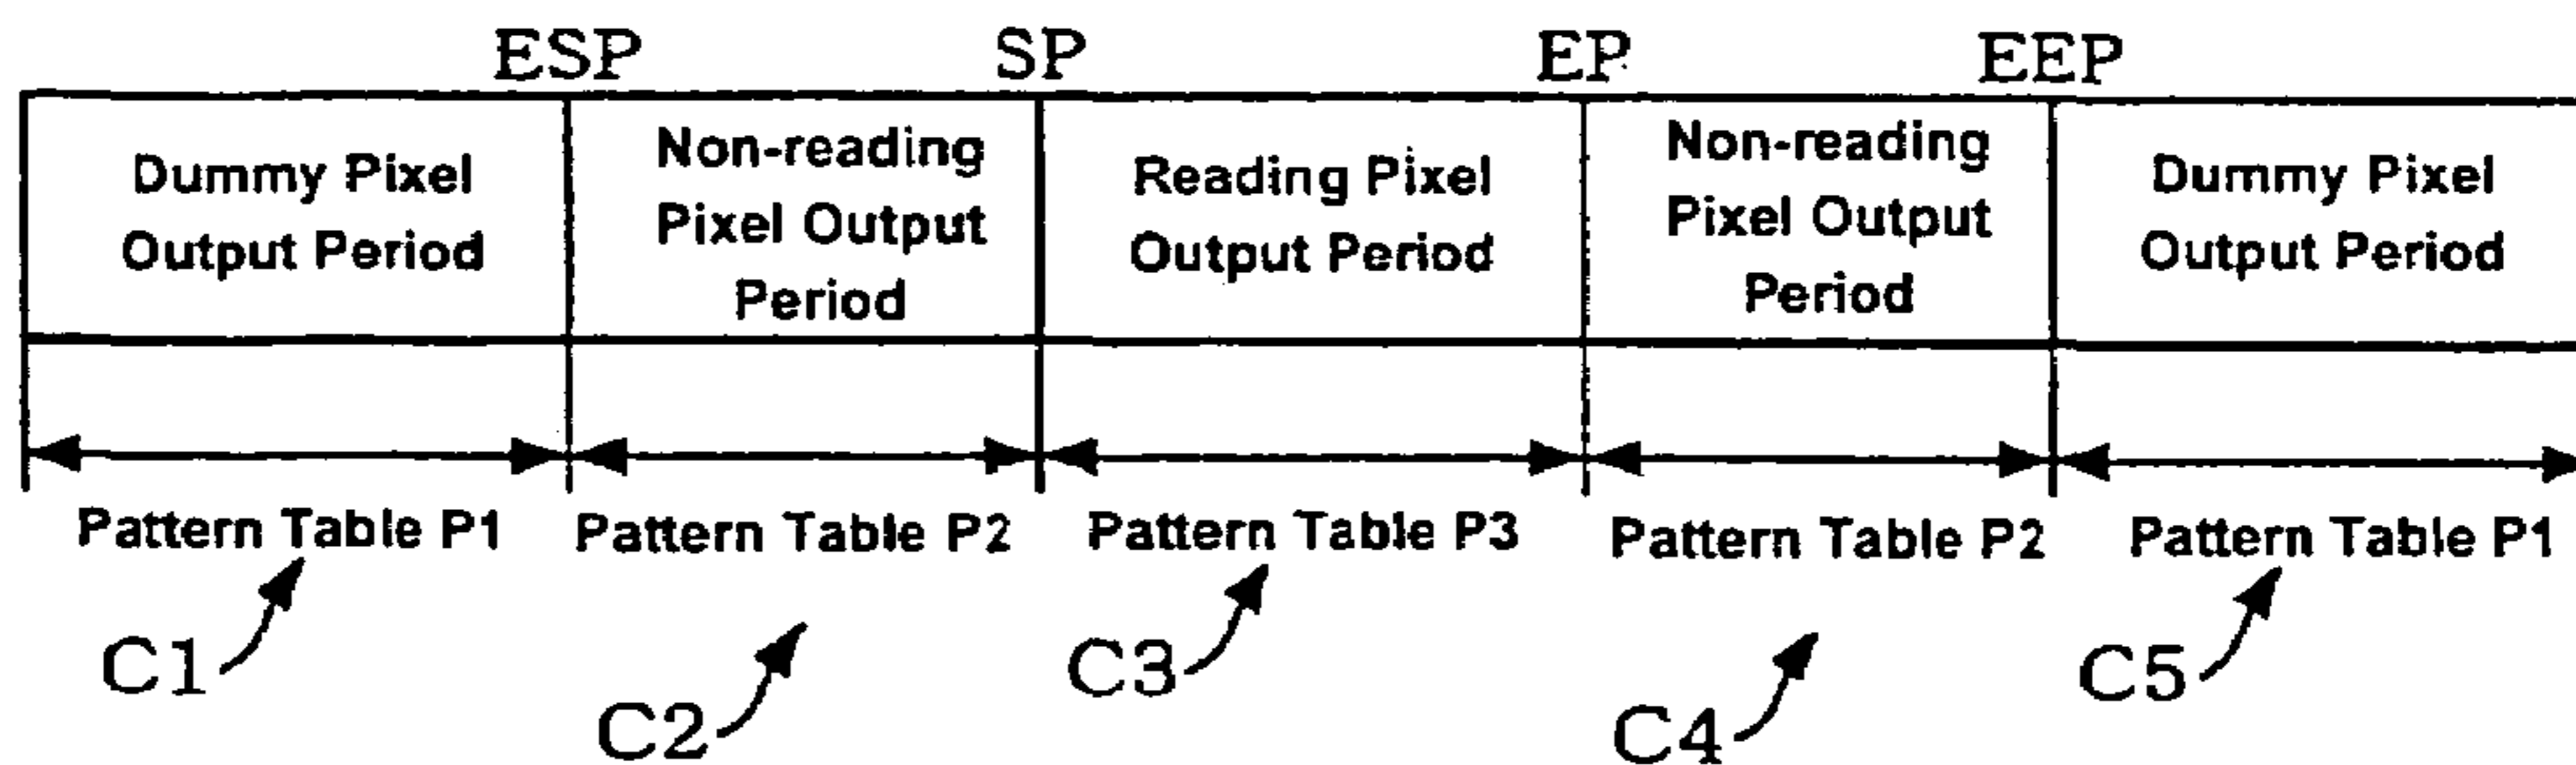 ESP SP EP EEP
Dummy Pixel
Output Period
Non-reading
Pixel Output
Period
Reading Pixel
Output Period
Non-reading
Pixel Output
Period
Dummy Pixel
Output Period
Pattern Table P1 Pattern Table P2 Pattern Table P3 Pattern Table P2 Pattern Table P1
C1 C2 C3 C4 C5